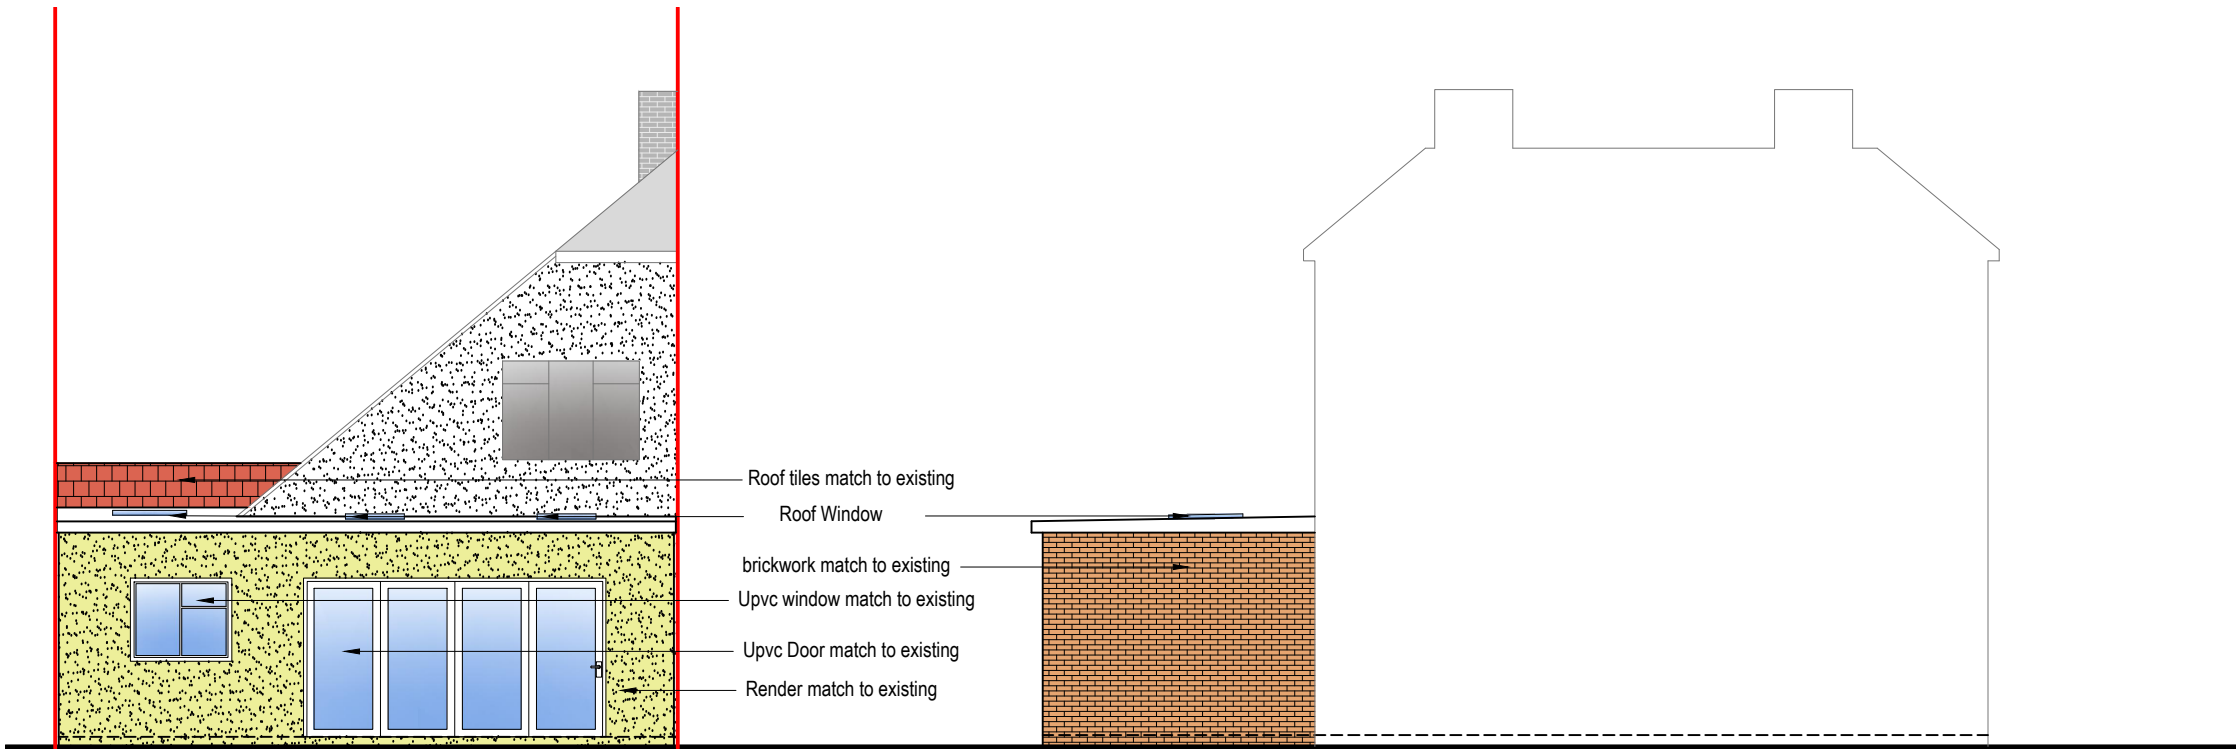 Roof tiles match to existing
Roof Window
brickwork match to existing
Upvc window match to existing
Upvc Door match to existing
Render match to existing